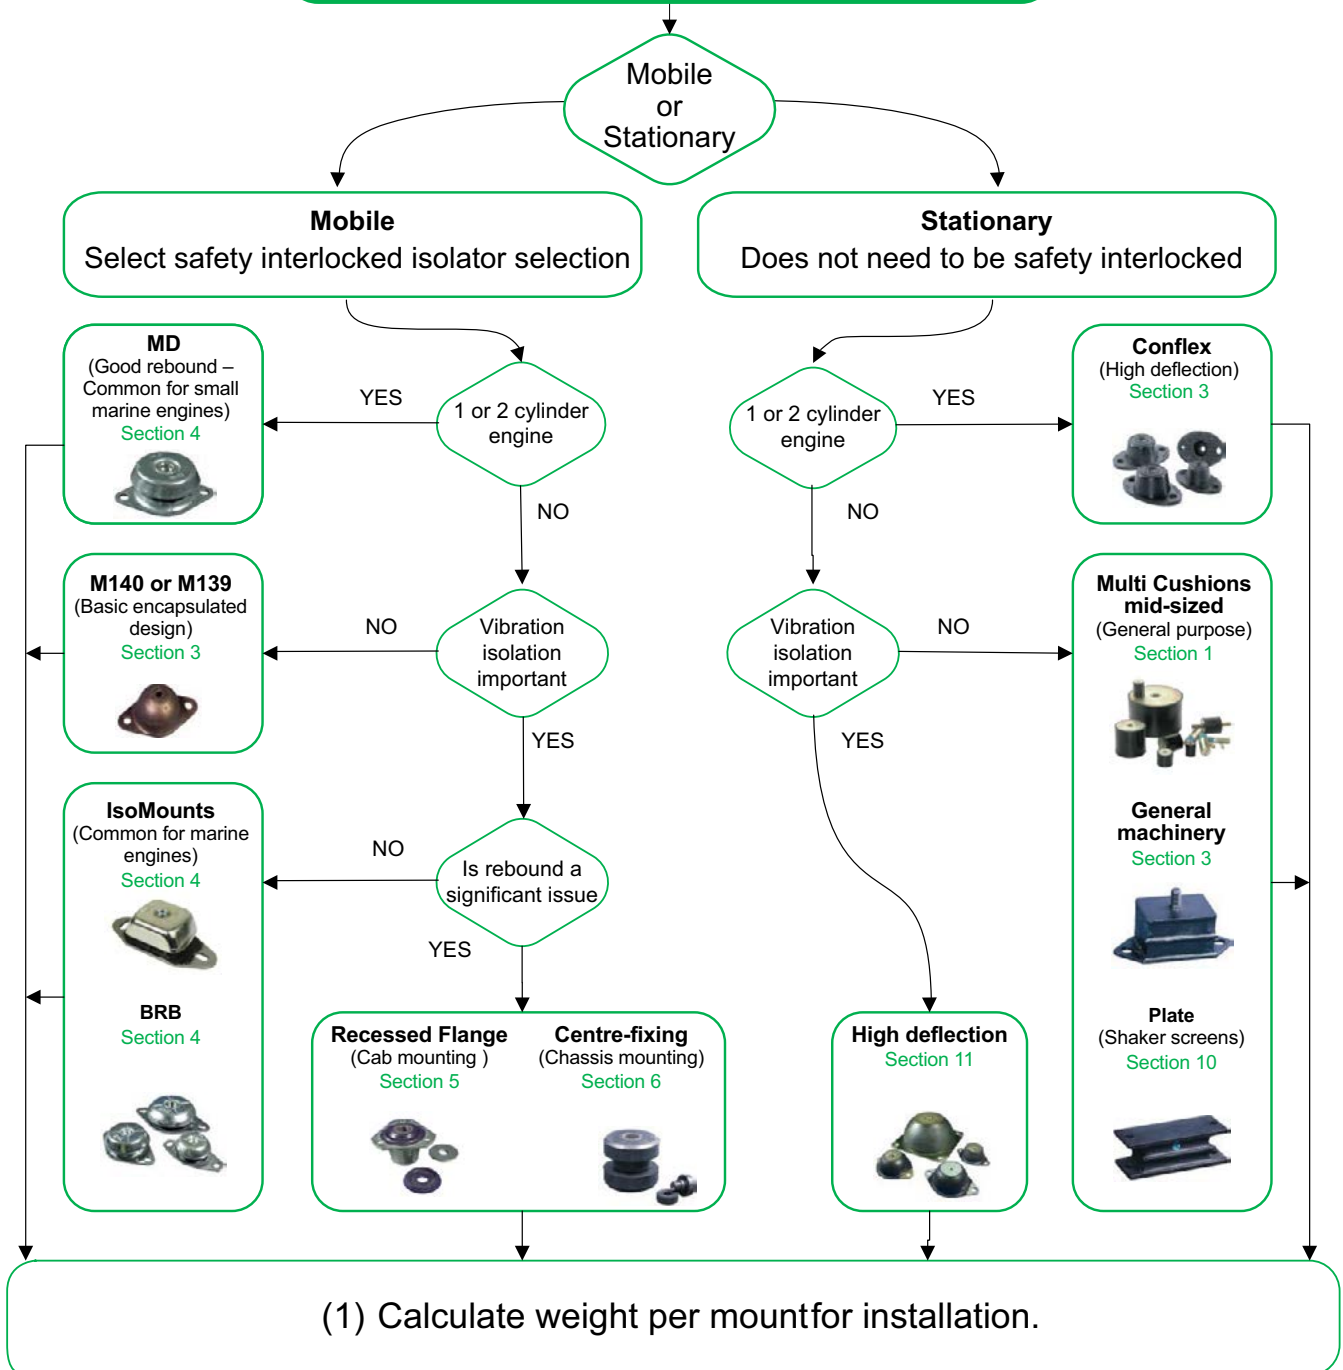 Mobile
or
Stationary
Mobile
Select safety interlocked isolator selection
Stationary
Does not need to be safety interlocked
MD
(Good rebound –
Common for small
marine engines)
Section 4
YES
1 or 2 cylinder
engine
NO
1 or 2 cylinder
engine
YES
NO
Conflex
(High deflection)
Section 3
M140 or M139
(Basic encapsulated
design)
Section 3
NO
Vibration
isolation
important
YES
Vibration
isolation
important
NO
YES
Multi Cushions
mid-sized
(General purpose)
Section 1
General
machinery
Section 3
Plate
(Shaker screens)
Section 10
IsoMounts
(Common for marine
engines)
Section 4
BRB
Section 4
NO
Is rebound a
significant issue
YES
Recessed Flange
(Cab mounting )
Section 5
Centre-fixing
(Chassis mounting)
Section 6
High deflection
Section 11
(1) Calculate weight per mountfor installation.